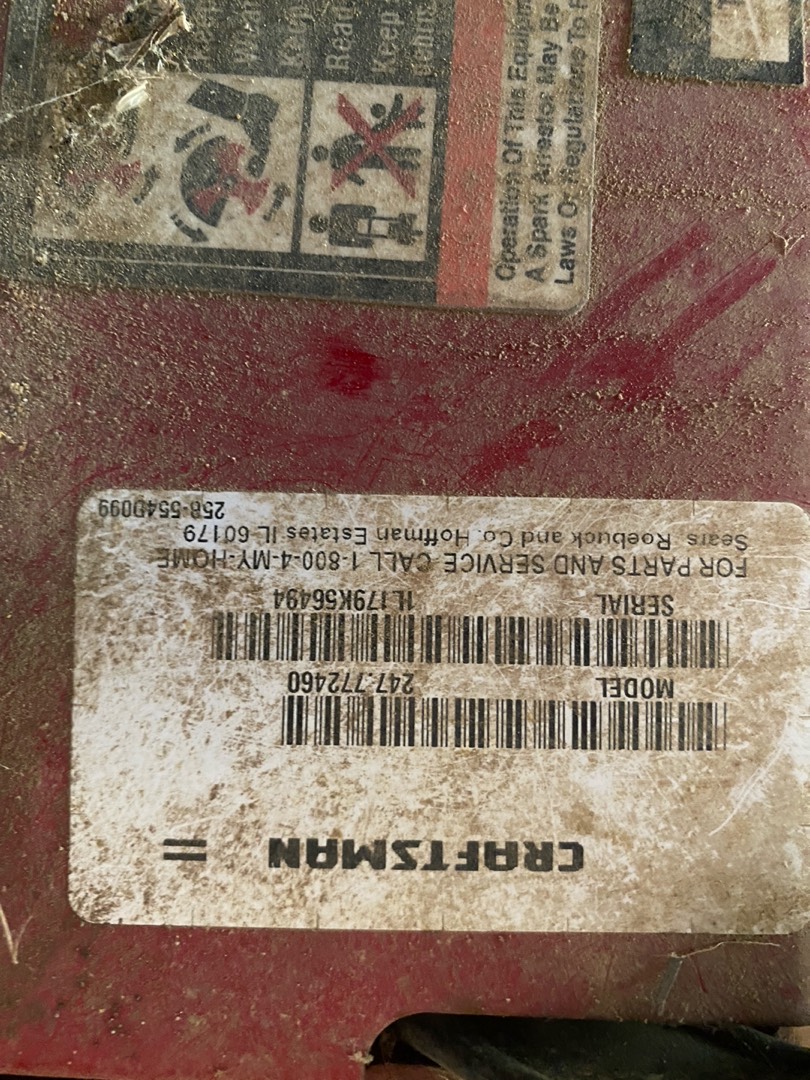 Read
Keep
Operation Of This Equipm
A Spark Arrestor May Be
Laws Or Regulations To
CRAFTSMAN
MODEL 247.772460
SERIAL 1L179K56494
FOR PARTS AND SERVICE CALL 1-800-4-MY-HOME
Sears, Roebuck and Co. Hoffman Estates IL 60179
258-554D099